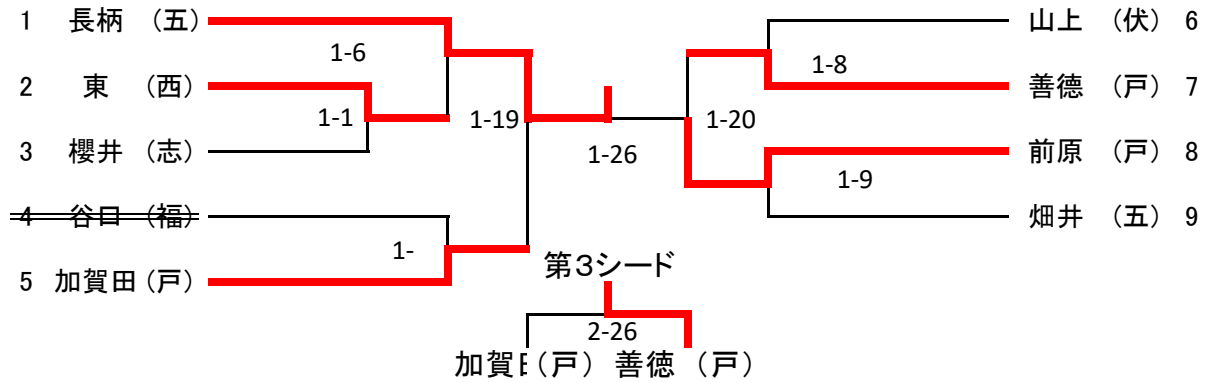 1 長柄 （五）
山上 （伏） 6
1-6
1-8
2 東 （西）
善德 （戸） 7
1-1
1-19
1-20
3 櫻井 （志）
1-26
前原 （戸） 8
1-9
4 谷口 （福）
畑井 （五） 9
1-
5 加賀田（戸）
第3シード
2-26
加賀田（戸） 善徳 （戸）